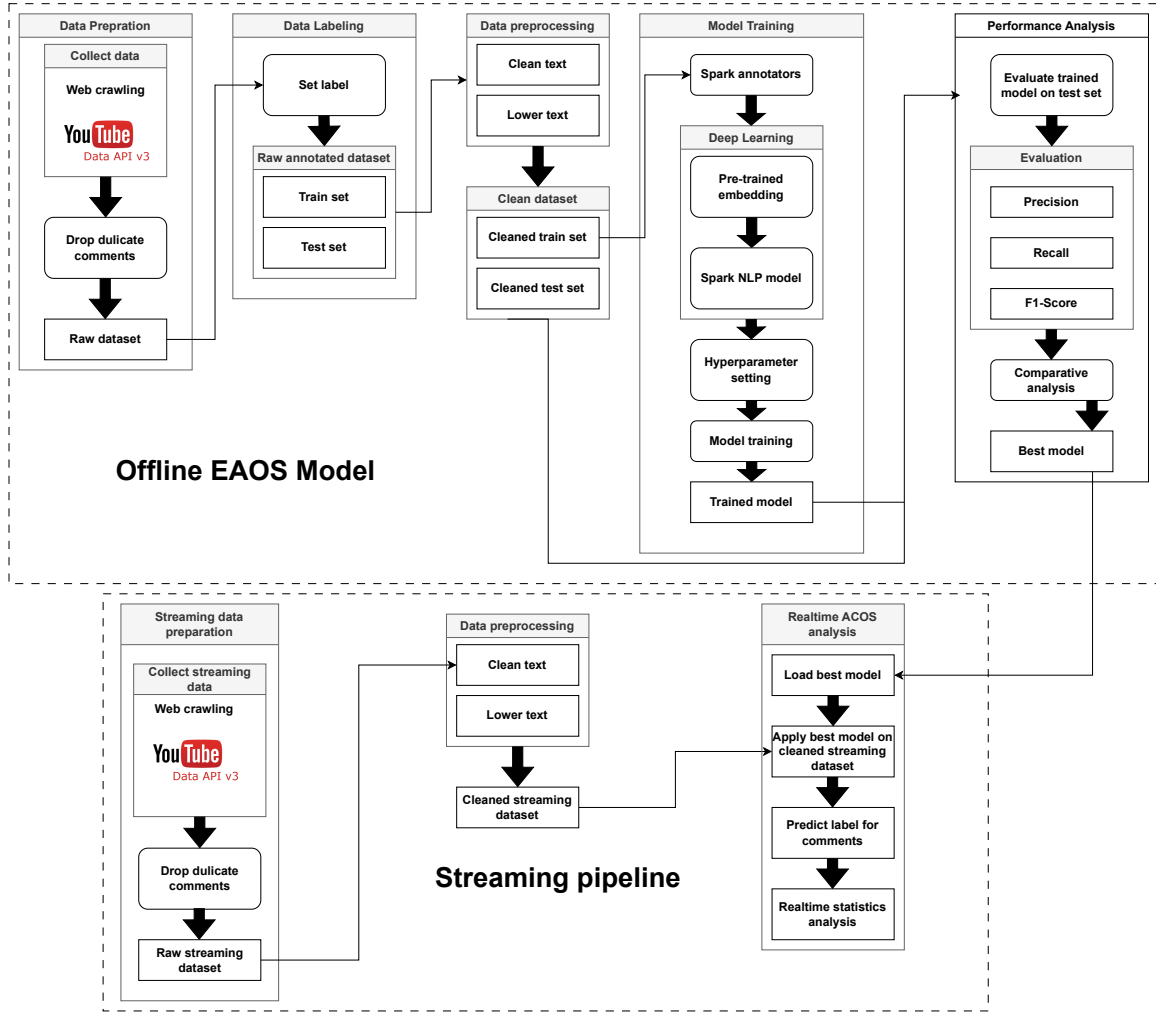 Data Prepration
Collect data
Web crawling
YouTube
Data API v3
Drop dulicate
comments
Raw dataset
Data Labeling
Set label
Raw annotated dataset
Train set
Test set
Data preprocessing
Clean text
Lower text
Clean dataset
Cleaned train set
Cleaned test set
Model Training
Spark annotators
Deep Learning
Pre-trained
embedding
Spark NLP model
Hyperparameter
setting
Model training
Trained model
Performance Analysis
Evaluate trained
model on test set
Evaluation
Precision
Recall
F1-Score
Comparative
analysis
Best model
Offline EAOS Model
Streaming data
preparation
Collect streaming
data
Web crawling
YouTube
Data API v3
Drop dulicate
comments
Raw streaming
dataset
Data preprocessing
Clean text
Lower text
Cleaned streaming
dataset
Realtime ACOS
analysis
Load best model
Apply best model on
cleaned streaming
dataset
Predict label for
comments
Realtime statistics
analysis
Streaming pipeline